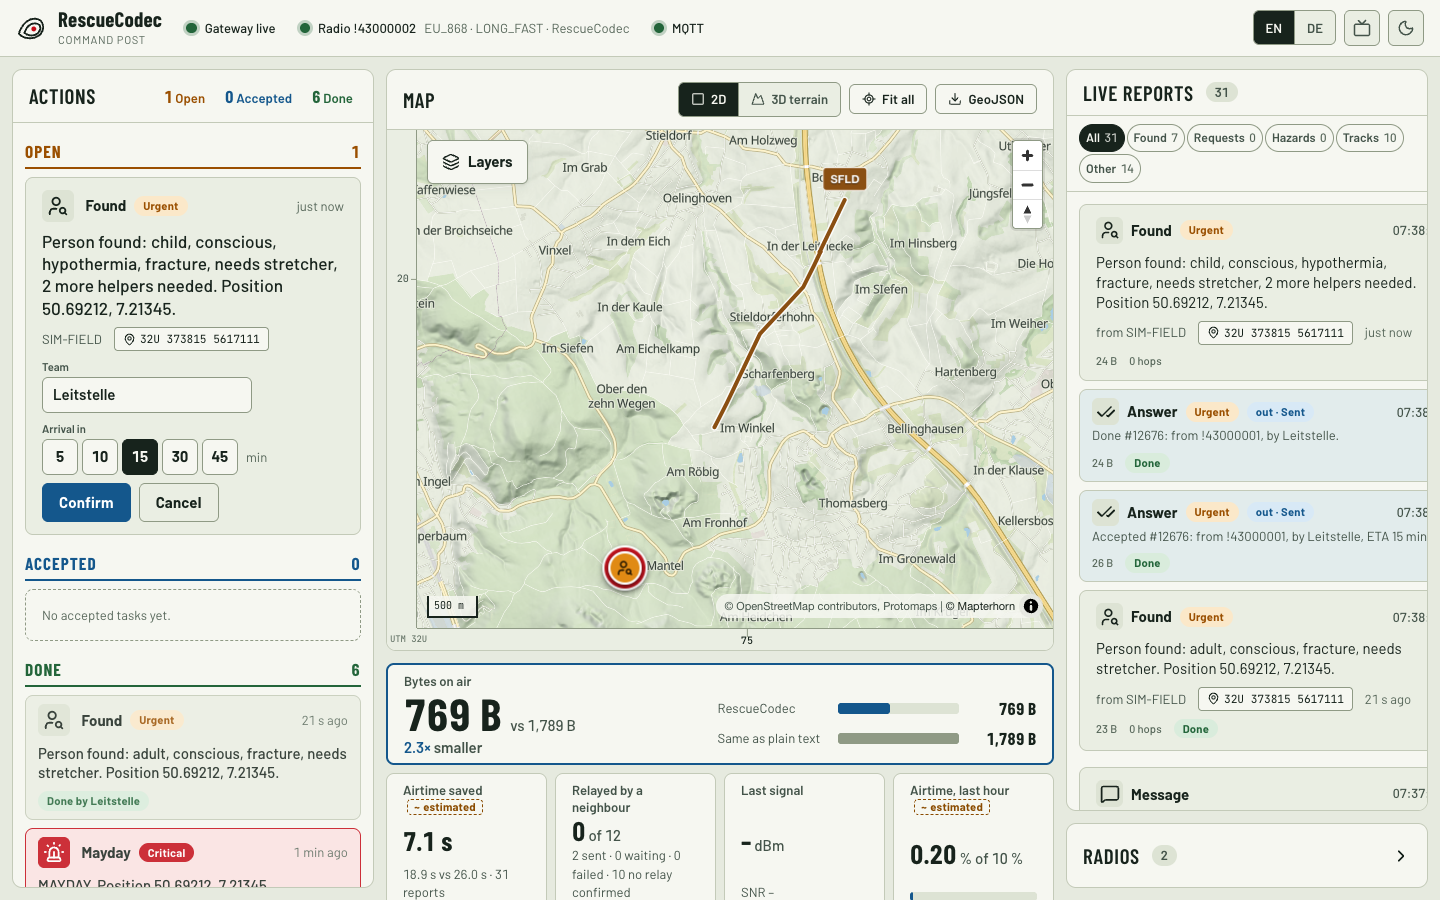 RescueCodec
COMMAND POST
Gateway live
Radio !43000002 EU_868 · LONG_FAST · RescueCodec
MQTT
EN DE
ACTIONS
1 Open 0 Accepted 6 Done
OPEN 1
Found Urgent just now
Person found: child, conscious,
hypothermia, fracture, needs stretcher,
2 more helpers needed. Position
50.69212, 7.21345.
SIM-FIELD 32U 373815 5617111
Team
Leitstelle
Arrival in
5 10 15 30 45 min
Confirm Cancel
ACCEPTED 0
No accepted tasks yet.
DONE 6
Found Urgent 21 s ago
Person found: adult, conscious, fracture, needs
stretcher. Position 50.69212, 7.21345.
Done by Leitstelle
Mayday Critical 1 min ago
MAYDAY. Position 50.69212, 7.21345.
MAP
2D 3D terrain Fit all GeoJSON
Layers
Stieldorf
Am Holzweg
Im Grab
SFLD
affenwiese
Oelinghoven
Jüngsfel
n der Broichseiche
Vinxel
In dem Eich
Im Hinsberg
Die Ho
20
ein
In der Kaule
Im Slefen
Stieldorferhohn
Im Weiher
Im Siefen
Am Eichelkamp
Scharfenberg
Hartenberg
Ob
Ober den
zehn Wegen
Im Winkel
Bellinghausen
Am Röbig
In der Klause
n Ingel
Thomasberg
Am Fronhof
Kellersbos
perbaum
Im Gronewald
Mantel
500 m
© OpenStreetMap contributors, Protomaps | © Mapterhorn
UTM 32U
75
Bytes on air
769 B vs 1,789 B
2.3× smaller
RescueCodec 769 B
Same as plain text 1,789 B
Airtime saved
~ estimated
7.1 s
18.9 s vs 26.0 s · 31
reports
Relayed by a
neighbour
0 of 12
2 sent · 0 waiting · 0
failed · 10 no relay
confirmed
Last signal
– dBm
SNR –
Airtime, last hour
~ estimated
0.20 % of 10 %
LIVE REPORTS 31
All 31 Found 7 Requests 0 Hazards 0 Tracks 10
Other 14
Found Urgent 07:38
Person found: child, conscious, hypothermia,
fracture, needs stretcher, 2 more helpers needed.
Position 50.69212, 7.21345.
from SIM-FIELD 32U 373815 5617111 just now
24 B 0 hops
Answer Urgent out · Sent 07:38
Done #12676: from !43000001, by Leitstelle.
24 B Done
Answer Urgent out · Sent 07:38
Accepted #12676: from !43000001, by Leitstelle, ETA 15 min
26 B Done
Found Urgent 07:38
Person found: adult, conscious, fracture, needs
stretcher. Position 50.69212, 7.21345.
from SIM-FIELD 32U 373815 5617111 21 s ago
23 B 0 hops Done
Message 07:37
RADIOS 2